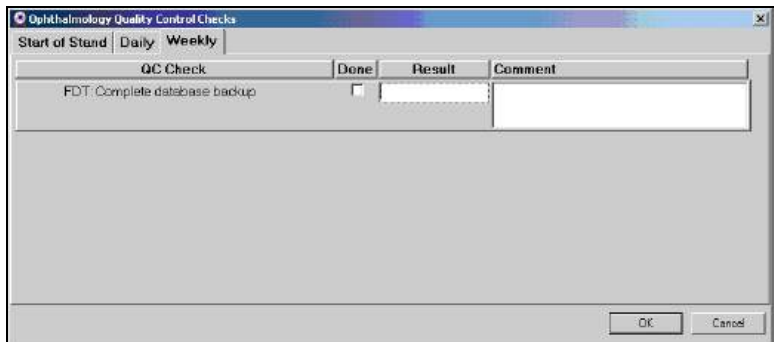 Ophthalmology Quality Control Checks
Start of Stand Daily Weekly
QC Check Done Result Comment
FDT: Complete database backup
OK Cancel